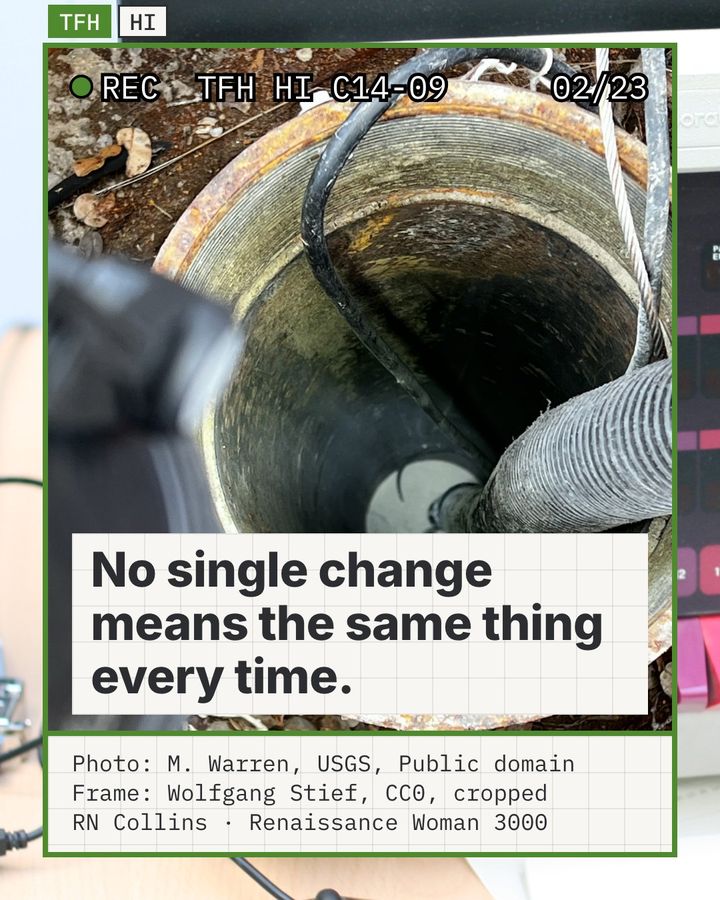 TFH HI
REC TFH HI C14-09 02/23
No single change
means the same thing
every time.
Photo: M. Warren, USGS, Public domain
Frame: Wolfgang Stief, CC0, cropped
RN Collins · Renaissance Woman 3000